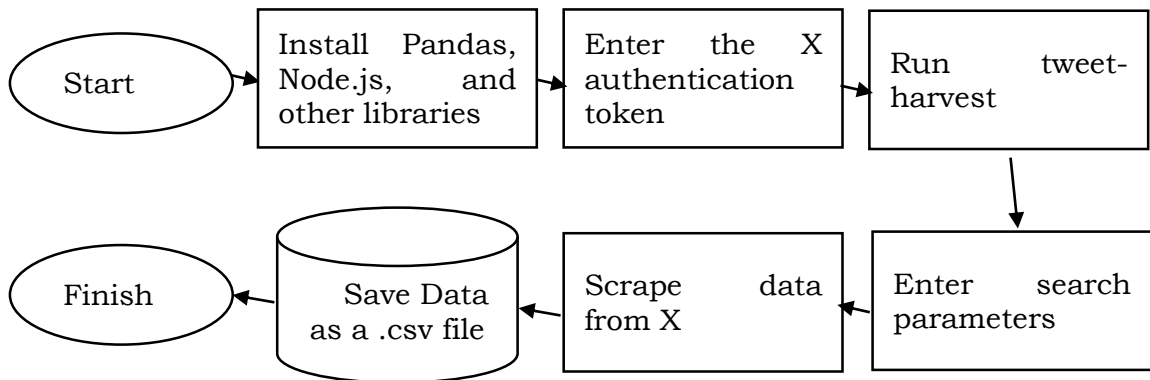 Start
Install Pandas,
Node.js, and
other libraries
Enter the X
authentication
token
Run tweet-
harvest
Enter search
parameters
Scrape data
from X
Save Data
as a .csv file
Finish